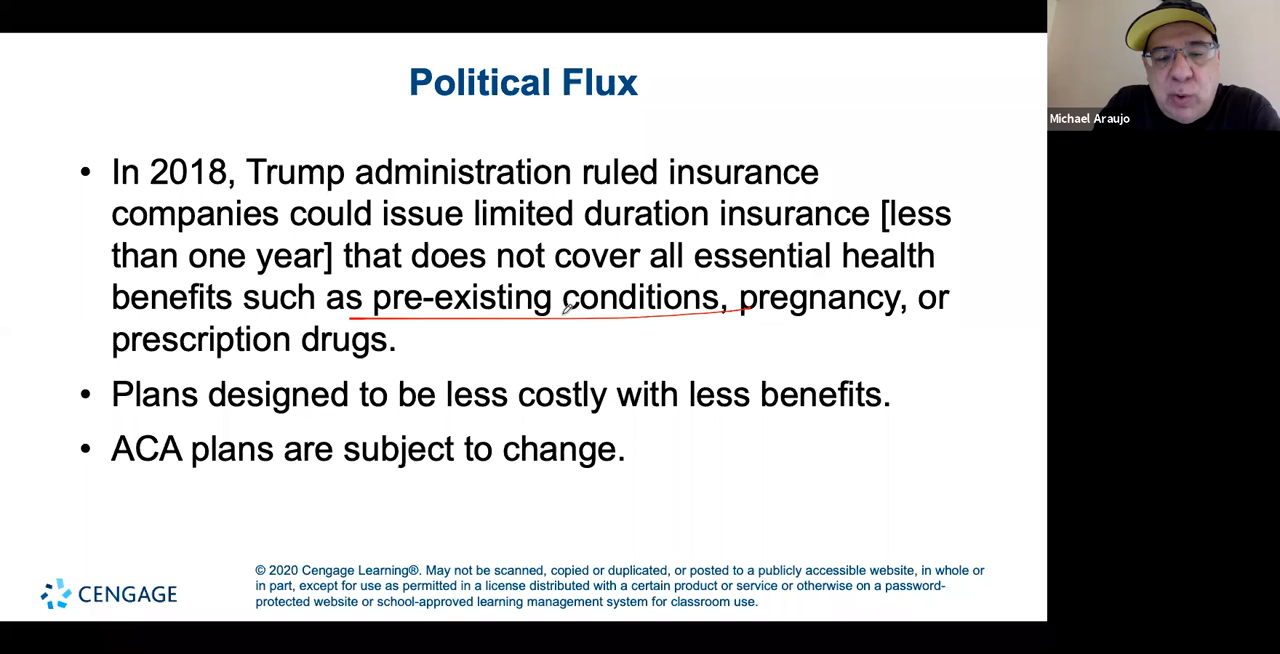 Political Flux
• In 2018, Trump administration ruled insurance
companies could issue limited duration insurance [less
than one year] that does not cover all essential health
benefits such as pre-existing conditions, pregnancy, or
prescription drugs.
• Plans designed to be less costly with less benefits.
• ACA plans are subject to change.
CENGAGE
© 2020 Cengage Learning®. May not be scanned, copied or duplicated, or posted to a publicly accessible website, in whole or
in part, except for use as permitted in a license distributed with a certain product or service or otherwise on a password-
protected website or school-approved learning management system for classroom use.
Michael Araujo